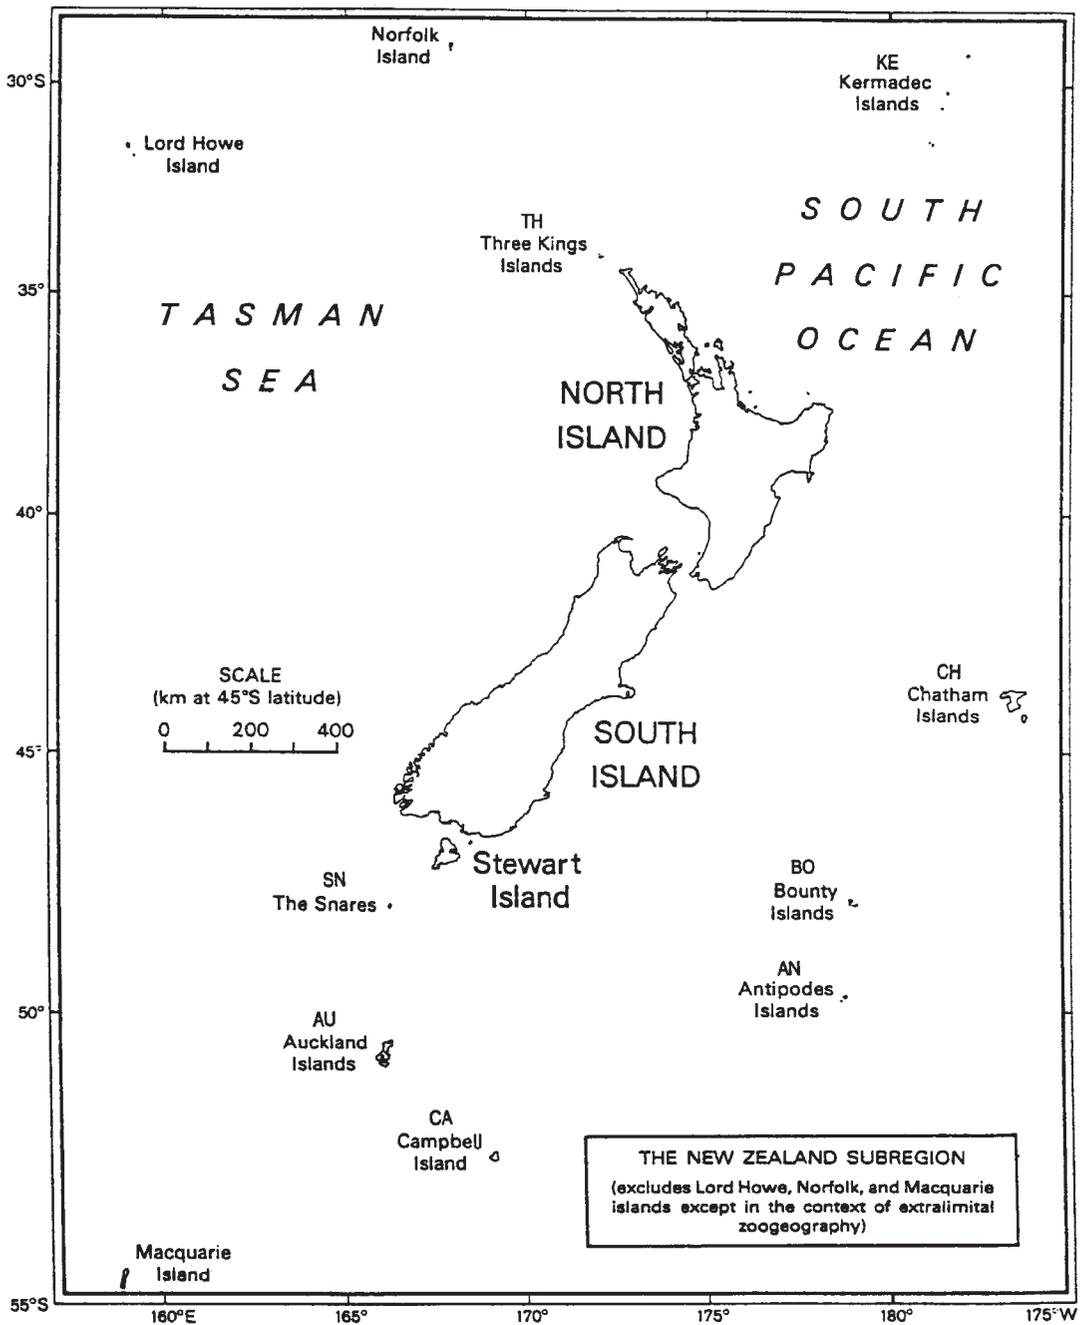 Norfolk
Island
KE
Kermadec
Islands
30°S
Lord Howe
Island
SOUTH
PACIFIC
OCEAN
TH
Three Kings
Islands
35°
TASMAN
SEA
NORTH
ISLAND
40°
SCALE
(km at 45°S latitude)
0 200 400
CH
Chatham
Islands
SOUTH
ISLAND
45°
Stewart
Island
SN
The Snares
BO
Bounty
Islands
AN
Antipodes
Islands
50°
AU
Auckland
Islands
CA
Campbell
Island
THE NEW ZEALAND SUBREGION
(excludes Lord Howe, Norfolk, and Macquarie
islands except in the context of extralimital
zoogeography)
Macquarie
Island
55°S
160°E 165° 170° 175° 180° 175°W